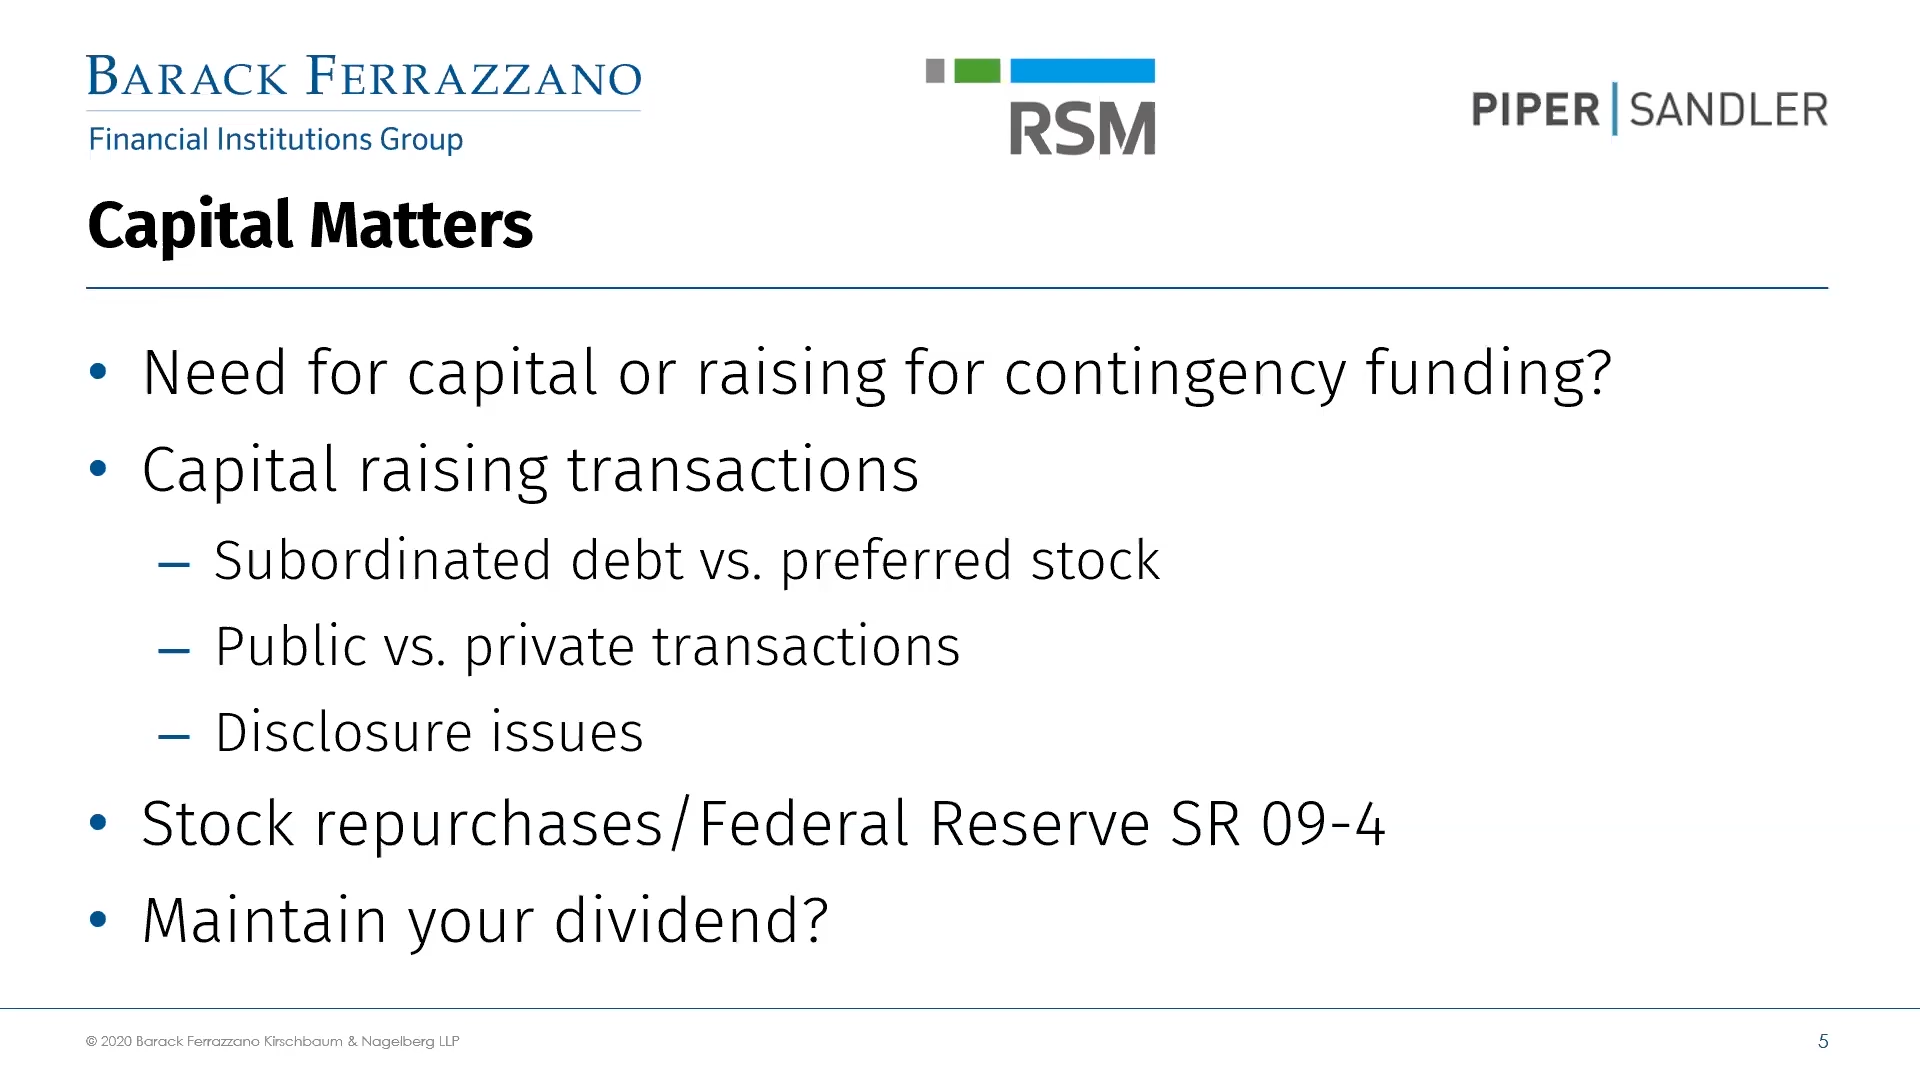 BARACK FERRAZZANO
Financial Institutions Group
RSM
PIPER|SANDLER
Capital Matters
• Need for capital or raising for contingency funding?
• Capital raising transactions
– Subordinated debt vs. preferred stock
– Public vs. private transactions
– Disclosure issues
• Stock repurchases/Federal Reserve SR 09-4
• Maintain your dividend?
© 2020 Barack Ferrazzano Kirschbaum & Nagelberg LLP
5